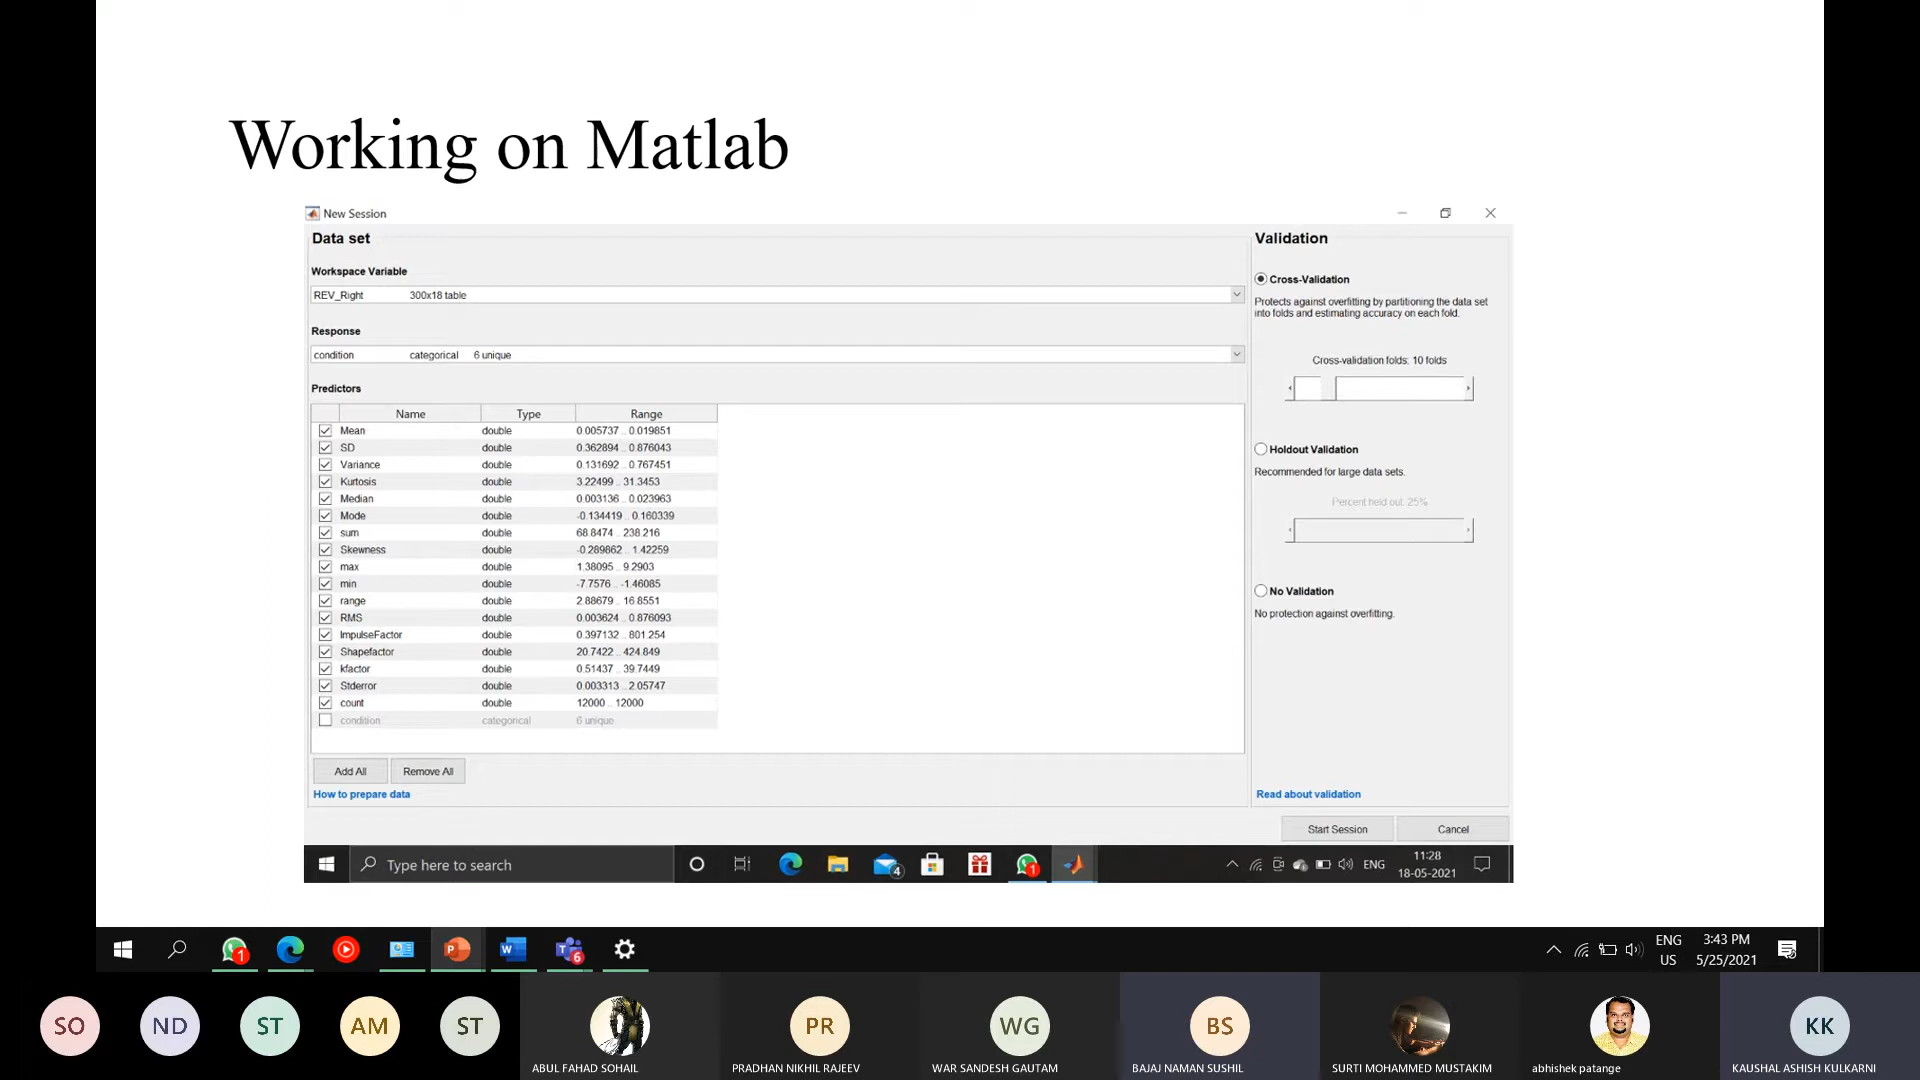 Working on Matlab
New Session
Data set
Workspace Variable
REV_Right 300x18 table
Response
condition categorical 6 unique
Predictors
Name Type Range
Mean double 0.005737 .. 0.019851
SD double 0.362894 .. 0.876043
Variance double 0.131692 .. 0.767451
Kurtosis double 3.22499 .. 31.3453
Median double 0.003136 .. 0.023963
Mode double -0.134419 .. 0.160339
sum double 68.8474 .. 238.216
Skewness double -0.289862 .. 1.42259
max double 1.38095 .. 9.2903
min double -7.7576 .. -1.46085
range double 2.88679 .. 16.8551
RMS double 0.003624 .. 0.876093
ImpulseFactor double 0.397132 .. 801.254
Shapefactor double 20.7422 .. 424.849
kfactor double 0.51437 .. 39.7449
Stderror double 0.003313 .. 2.05747
count double 12000 .. 12000
condition categorical 6 unique
Add All Remove All
How to prepare data
Validation
Cross-Validation
Protects against overfitting by partitioning the data set
into folds and estimating accuracy on each fold.
Cross-validation folds: 10 folds
Holdout Validation
Recommended for large data sets.
Percent held out: 25%
No Validation
No protection against overfitting.
Read about validation
Start Session Cancel
Type here to search
4
1
ENG
11:28
18-05-2021
1
P
W
6
ENG
US
3:43 PM
5/25/2021
SO
ND
ST
AM
ST
ABUL FAHAD SOHAIL
PR
PRADHAN NIKHIL RAJEEV
WG
WAR SANDESH GAUTAM
BS
BAJAJ NAMAN SUSHIL
SURTI MOHAMMED MUSTAKIM
abhishek patange
KK
KAUSHAL ASHISH KULKARNI